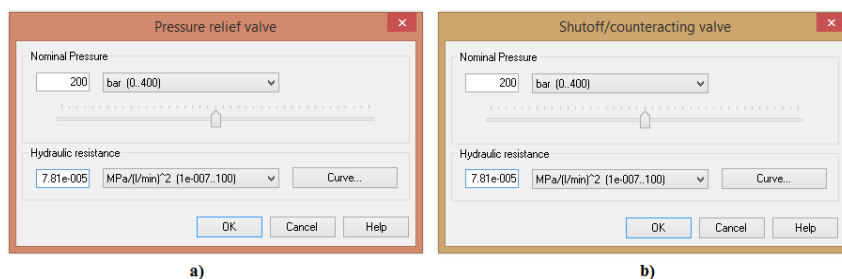 Pressure relief valve
×
Nominal Pressure
200 bar (0..400)
Hydraulic resistance
7.81e-005 MPa/(l/min)^2 (1e-007..100) Curve...
OK Cancel Help
a)
Shutoff/counteracting valve
×
Nominal Pressure
200 bar (0..400)
Hydraulic resistance
7.81e-005 MPa/(l/min)^2 (1e-007..100) Curve...
OK Cancel Help
b)